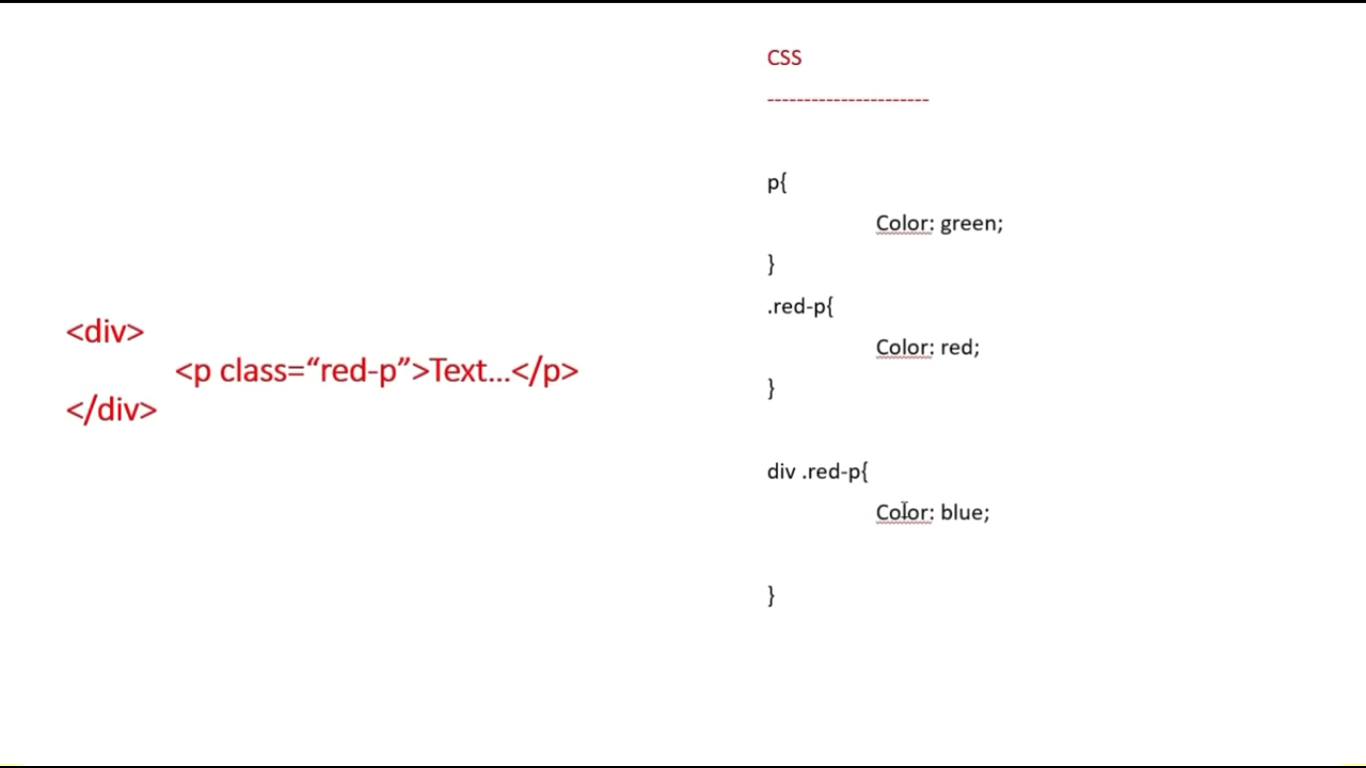 <div>
<p class=“red-p”>Text...</p>
</div>
CSS
----------------------
p{
Color: green;
}
.red-p{
Color: red;
}
div .red-p{
Color: blue;
}